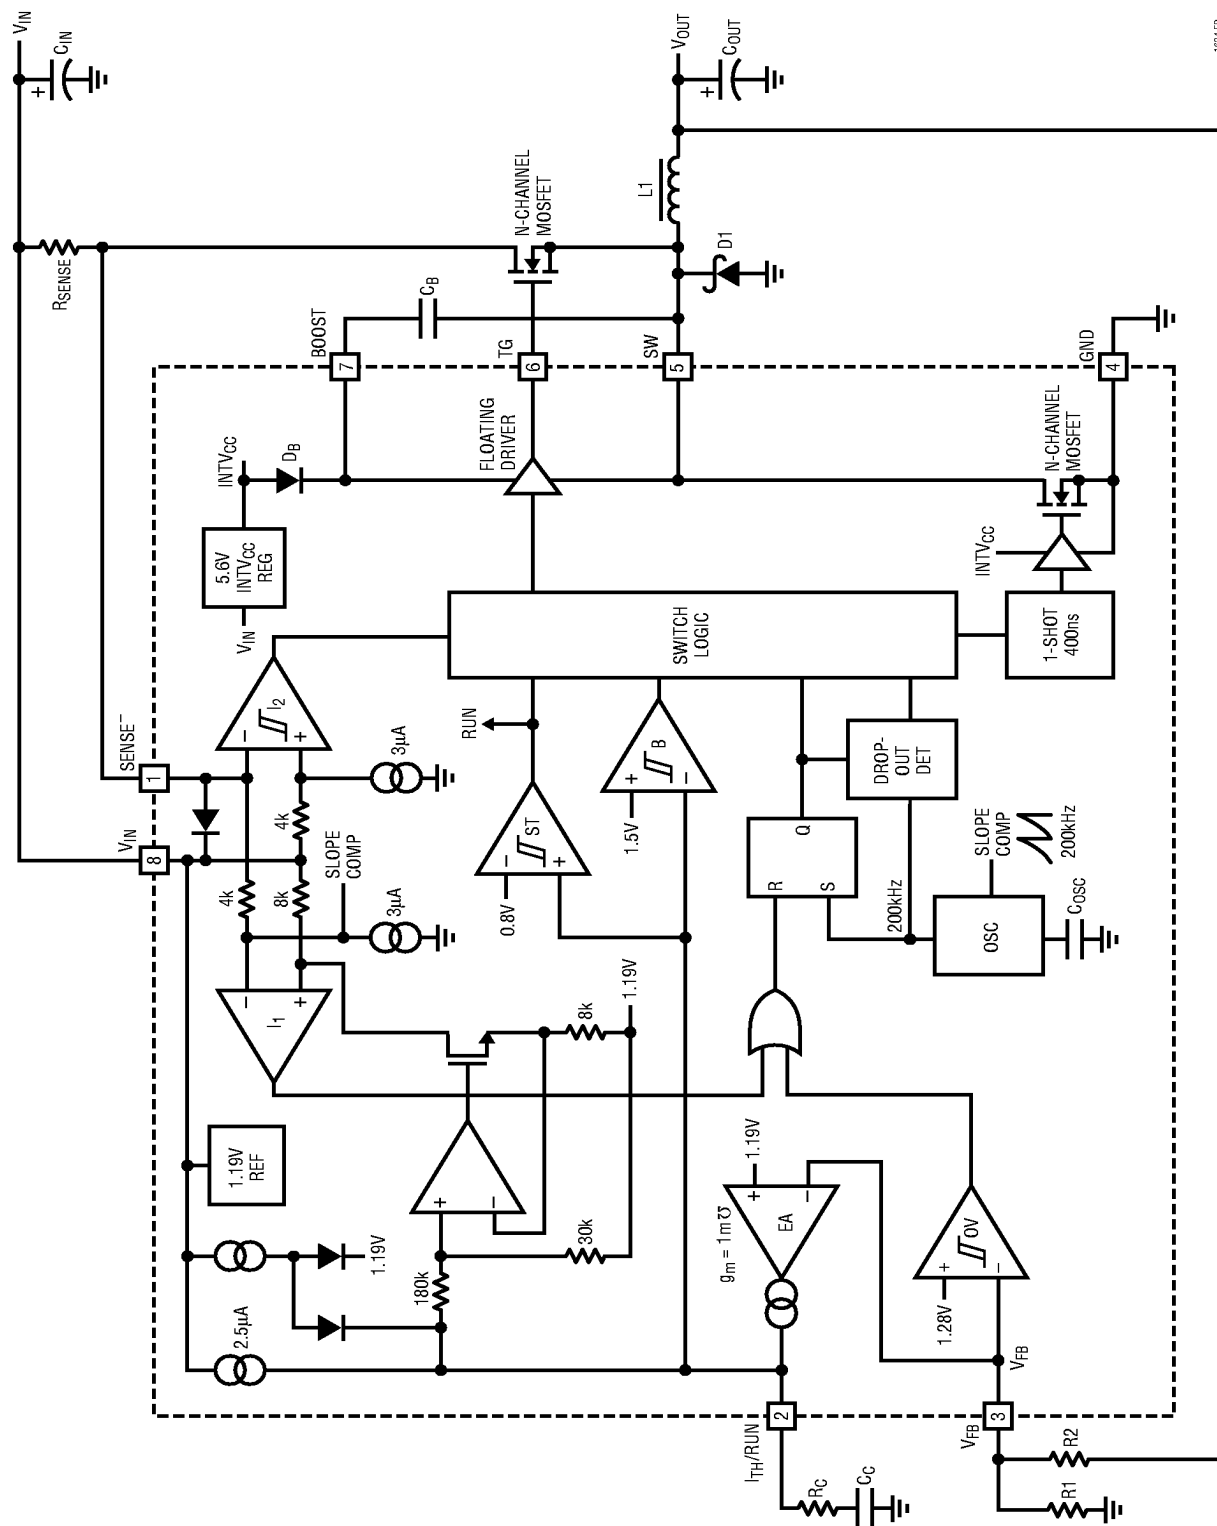 VIN
+
CIN
RSENSE
N-CHANNEL
MOSFET
L1
VOUT
+
COUT
D1
CB
BOOST
7
TG
6
SW
5
GND
4
SENSE–
1
VIN
8
VIN
5.6V
INTVCC
REG
INTVCC
DB
FLOATING
DRIVER
INTVCC
N-CHANNEL
MOSFET
1-SHOT
400ns
SWITCH
LOGIC
–
+
I2
3µA
4k
4k
8k
SLOPE
COMP
3µA
–
+
I1
RUN
0.8V
–
+
ST
1.5V
+
–
B
DROP-
OUT
DET
R
S
Q
200kHz
OSC
COSC
SLOPE
COMP
200kHz
1.19V
REF
2.5µA
1.19V
180k
+
–
30k
8k
1.19V
gm = 1m℧
1.19V
+
–
EA
1.28V
+
–
OV
VFB
ITH/RUN
2
VFB
3
RC
CC
R1
R2